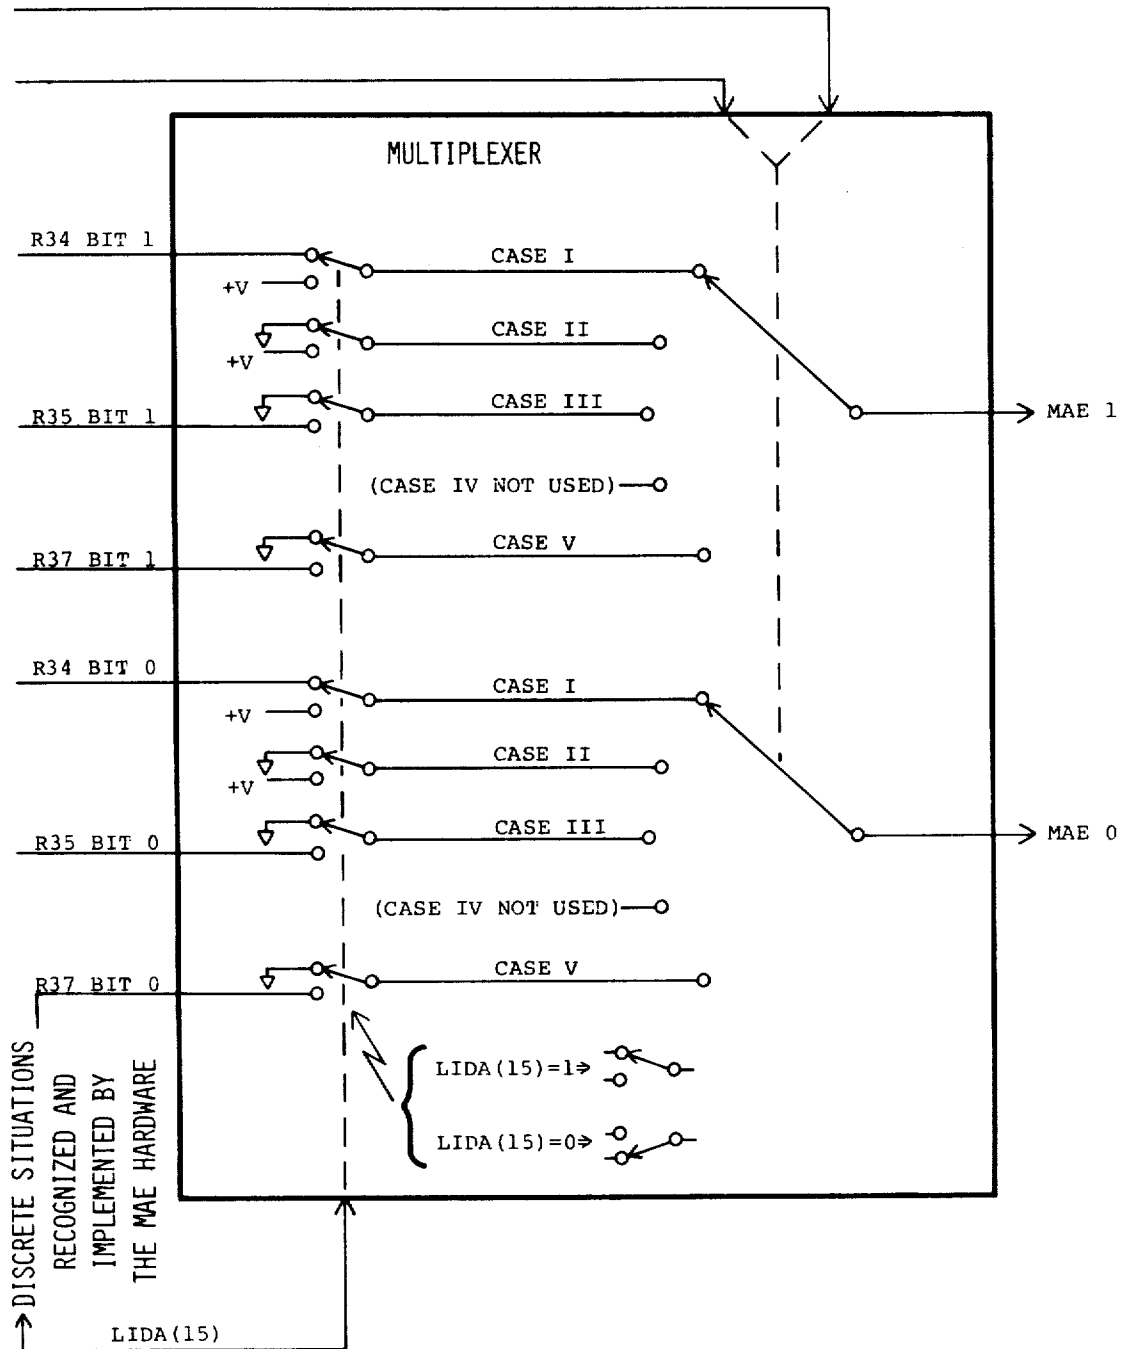 MULTIPLEXER
R34 BIT 1
CASE I
+V
CASE II
+V
CASE III
R35 BIT 1
MAE 1
(CASE IV NOT USED)
CASE V
R37 BIT 1
R34 BIT 0
CASE I
+V
CASE II
+V
CASE III
R35 BIT 0
MAE 0
(CASE IV NOT USED)
CASE V
R37 BIT 0
LIDA(15)=1⇒
LIDA(15)=0⇒
DISCRETE SITUATIONS
RECOGNIZED AND
IMPLEMENTED BY
THE MAE HARDWARE
LIDA(15)